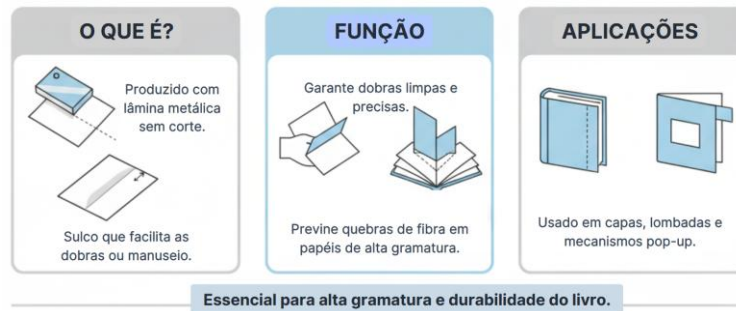 O QUE É?
Produzido com
lâmina metálica
sem corte.
Sulco que facilita as
dobras ou manuseio.
FUNÇÃO
Garante dobras limpas e
precisas.
Previne quebras de fibra em
papéis de alta gramatura.
APLICAÇÕES
Usado em capas, lombadas e
mecanismos pop-up.
Essencial para alta gramatura e durabilidade do livro.